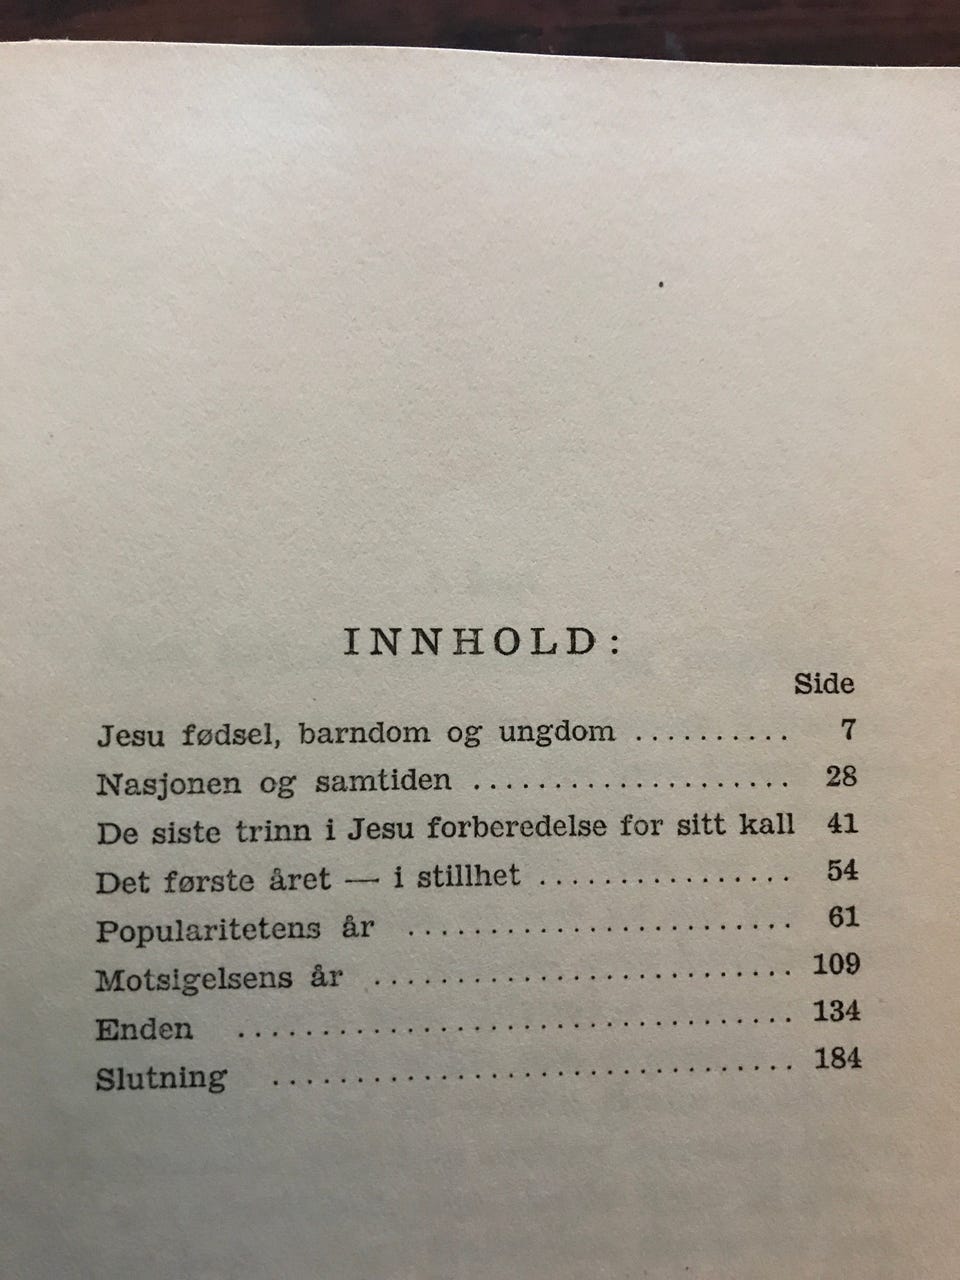 INNHOLD:
Side
Jesu fødsel, barndom og ungdom .......... 7
Nasjonen og samtiden ................... 28
De siste trinn i Jesu forberedelse for sitt kall 41
Det første året — i stillhet ............... 54
Popularitetens år ....................... 61
Motsigelsens år ......................... 109
Enden ................................. 134
Slutning ............................... 184